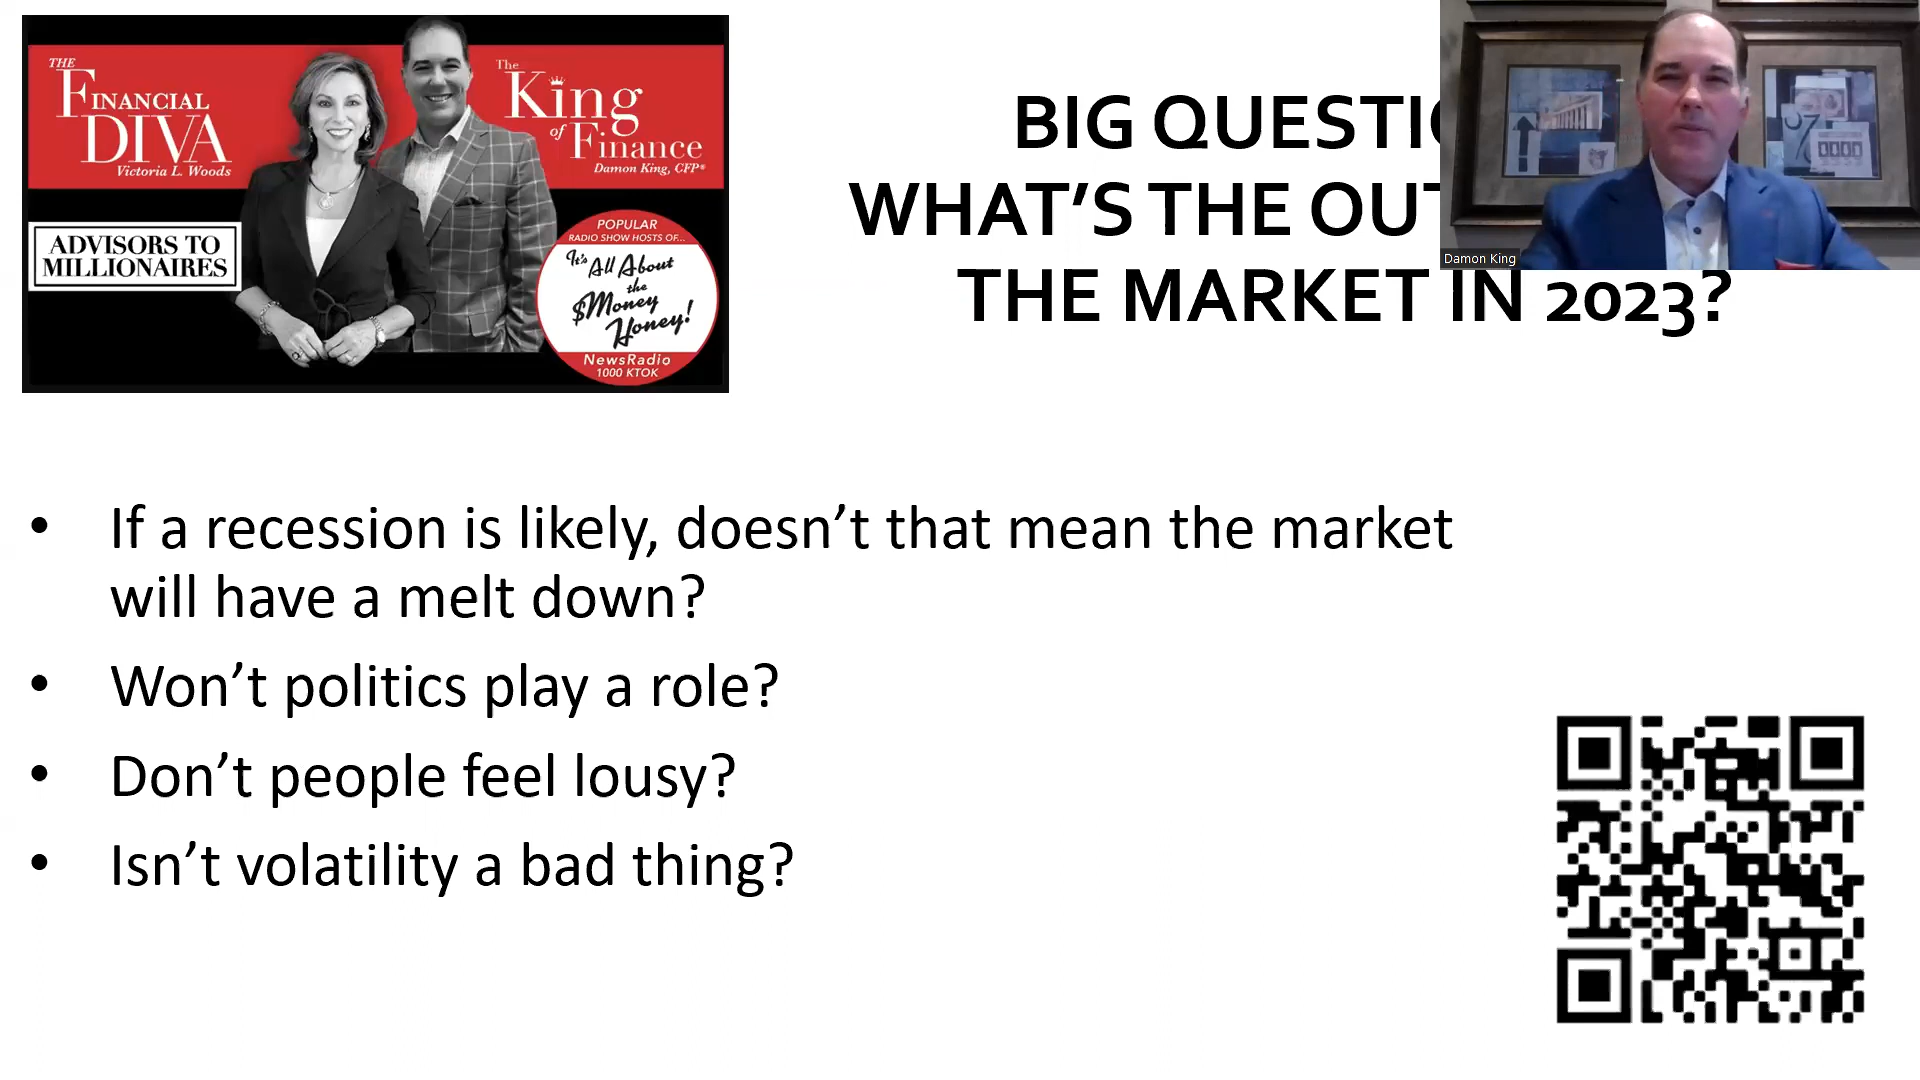 THE
FINANCIAL
DIVA
Victoria L. Woods
The
King
of
Finance
Damon King, CFP®
ADVISORS TO
MILLIONAIRES
POPULAR
RADIO SHOW HOSTS OF...
It's All About
the
$Money
Honey!
NewsRadio
1000 KTOK
BIG QUESTI
WHAT’S THE OUT
THE MARKET IN 2023?
Damon King
• If a recession is likely, doesn’t that mean the market
will have a melt down?
• Won’t politics play a role?
• Don’t people feel lousy?
• Isn’t volatility a bad thing?